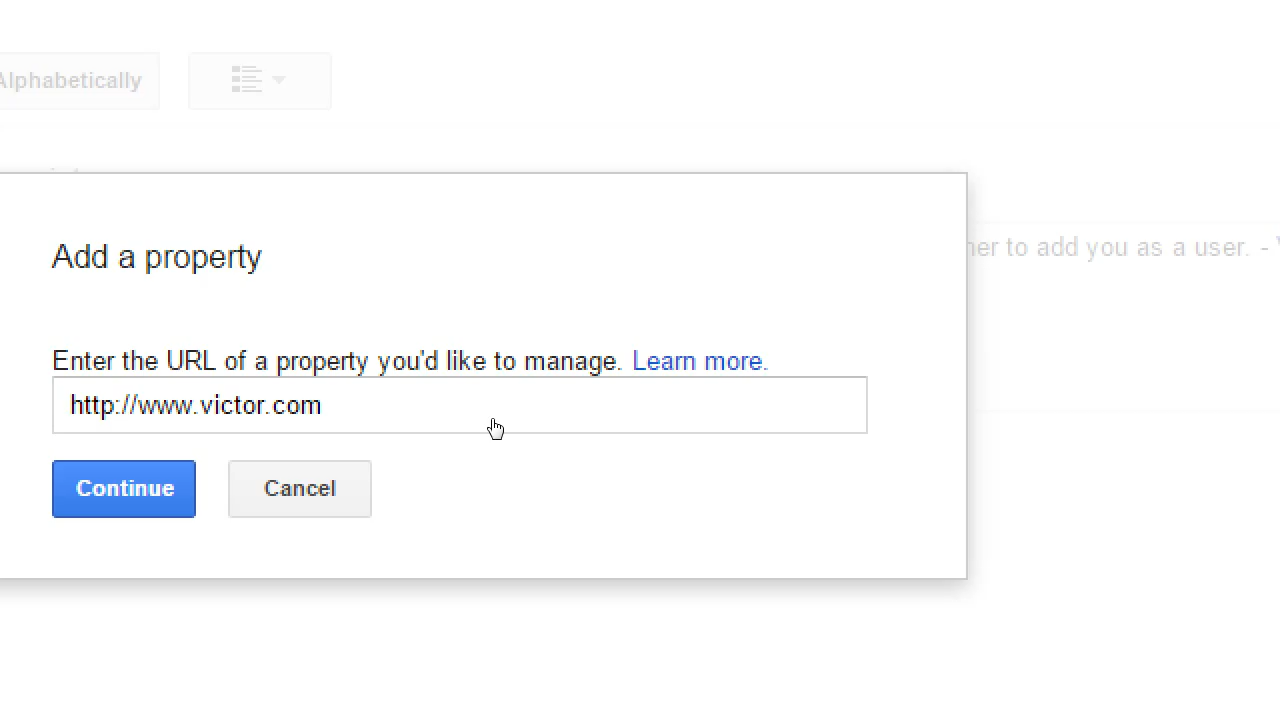 Alphabetically
Add a property
to add you as a user. -
Enter the URL of a property you'd like to manage. Learn more.
http://www.victor.com
Continue
Cancel